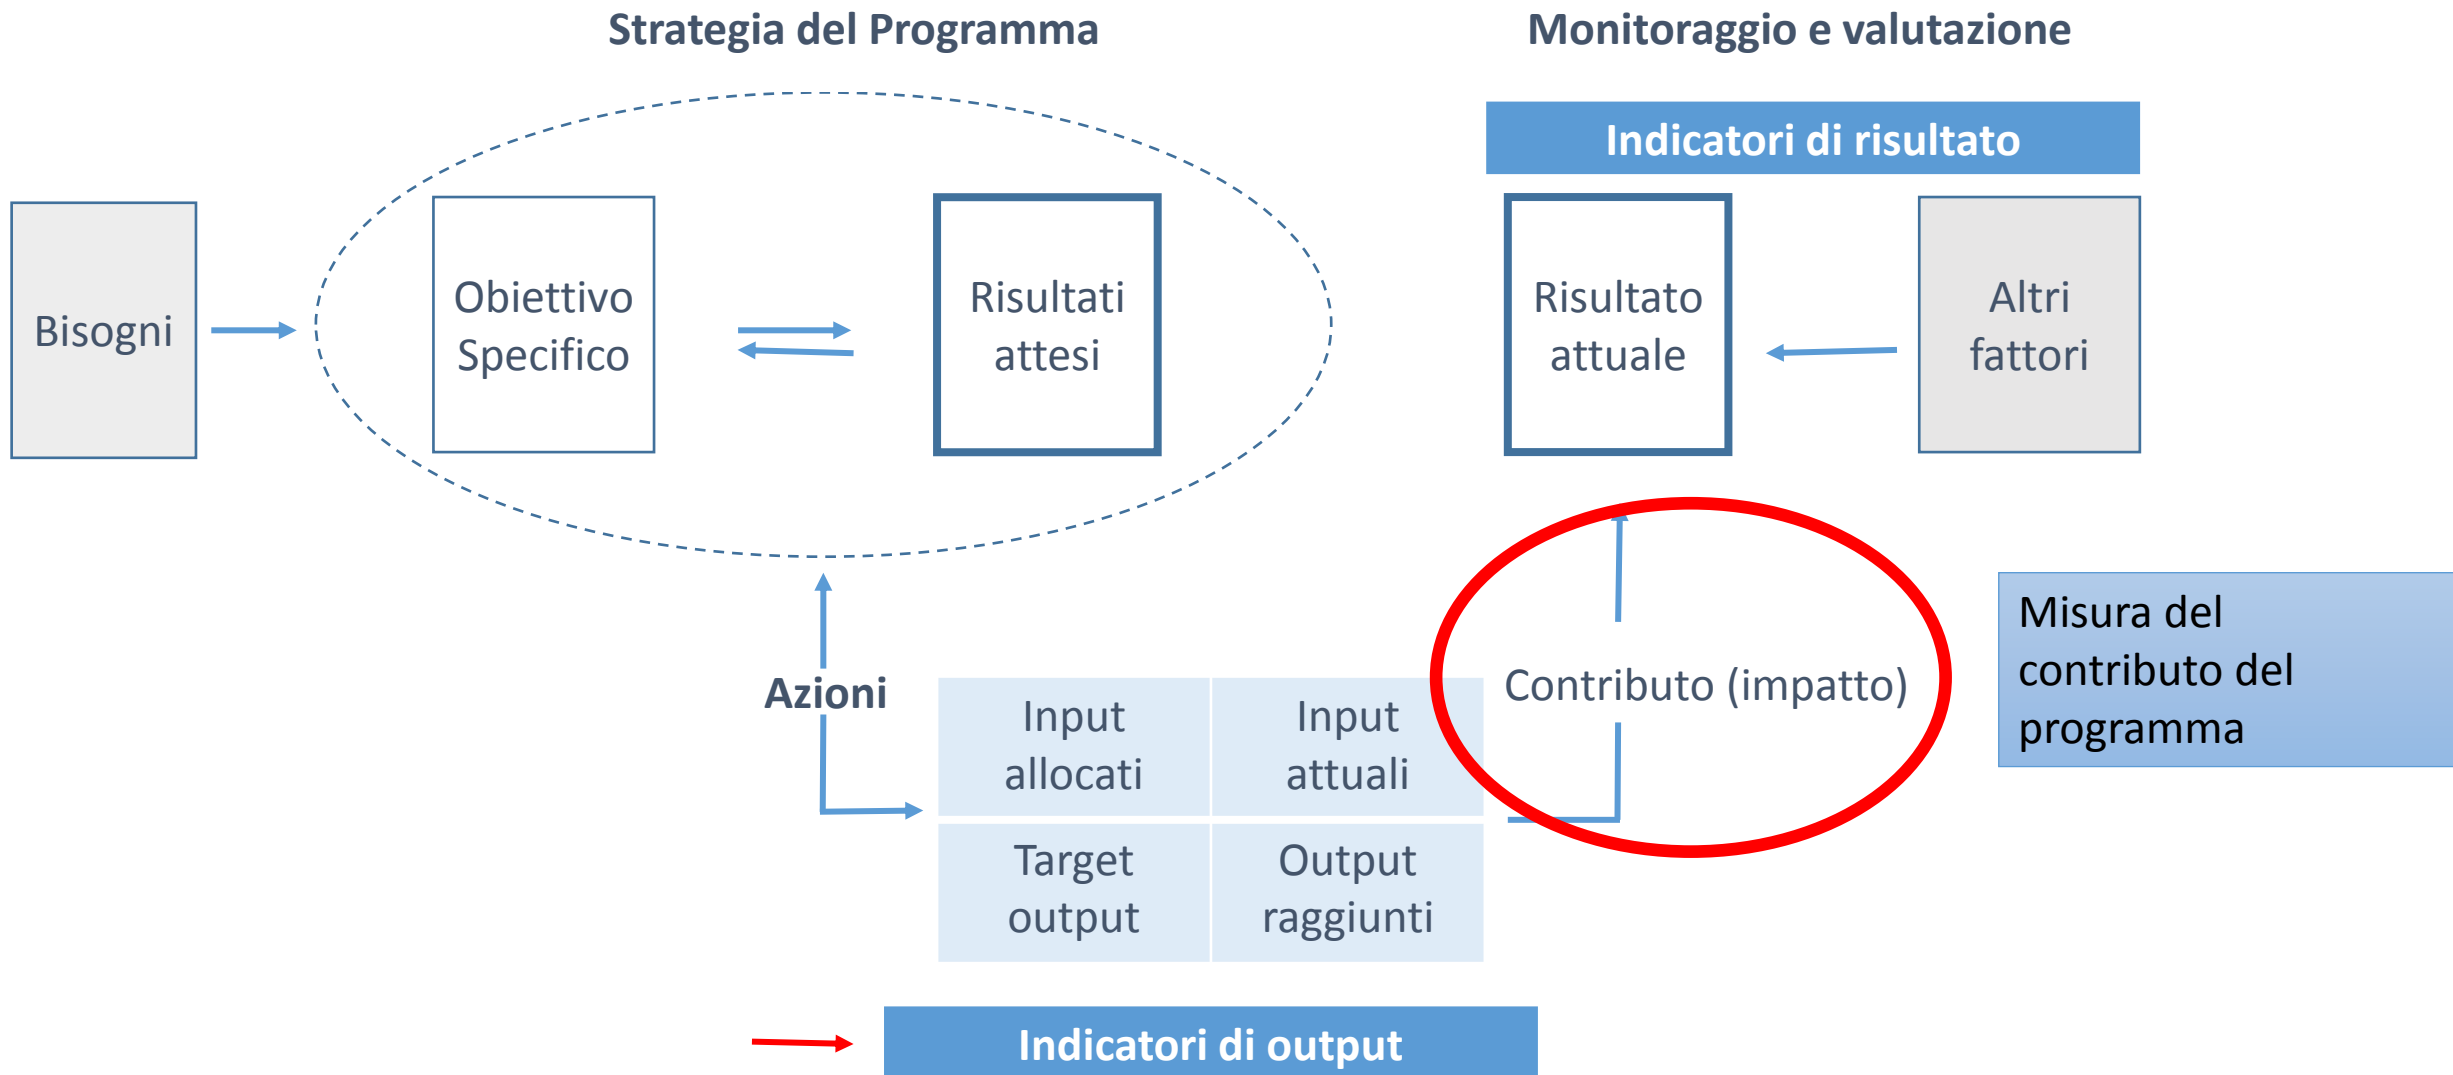 Strategia del Programma
Monitoraggio e valutazione
Indicatori di risultato
Bisogni
Obiettivo
Specifico
Risultati
attesi
Risultato
attuale
Altri
fattori
Azioni
Input
allocati
Input
attuali
Target
output
Output
raggiunti
Contributo (impatto)
Misura del
contributo del
programma
Indicatori di output